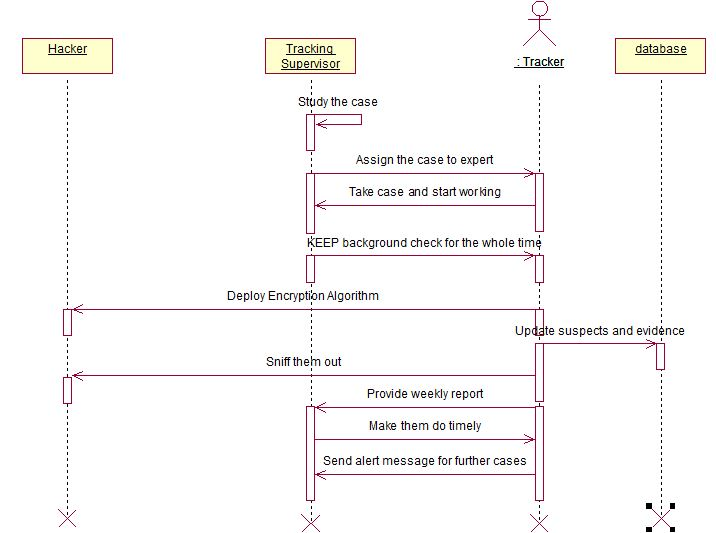 Hacker
Tracking
Supervisor
: Tracker
database
Study the case
Assign the case to expert
Take case and start working
KEEP background check for the whole time
Deploy Encryption Algorithm
Update suspects and evidence
Sniff them out
Provide weekly report
Make them do timely
Send alert message for further cases